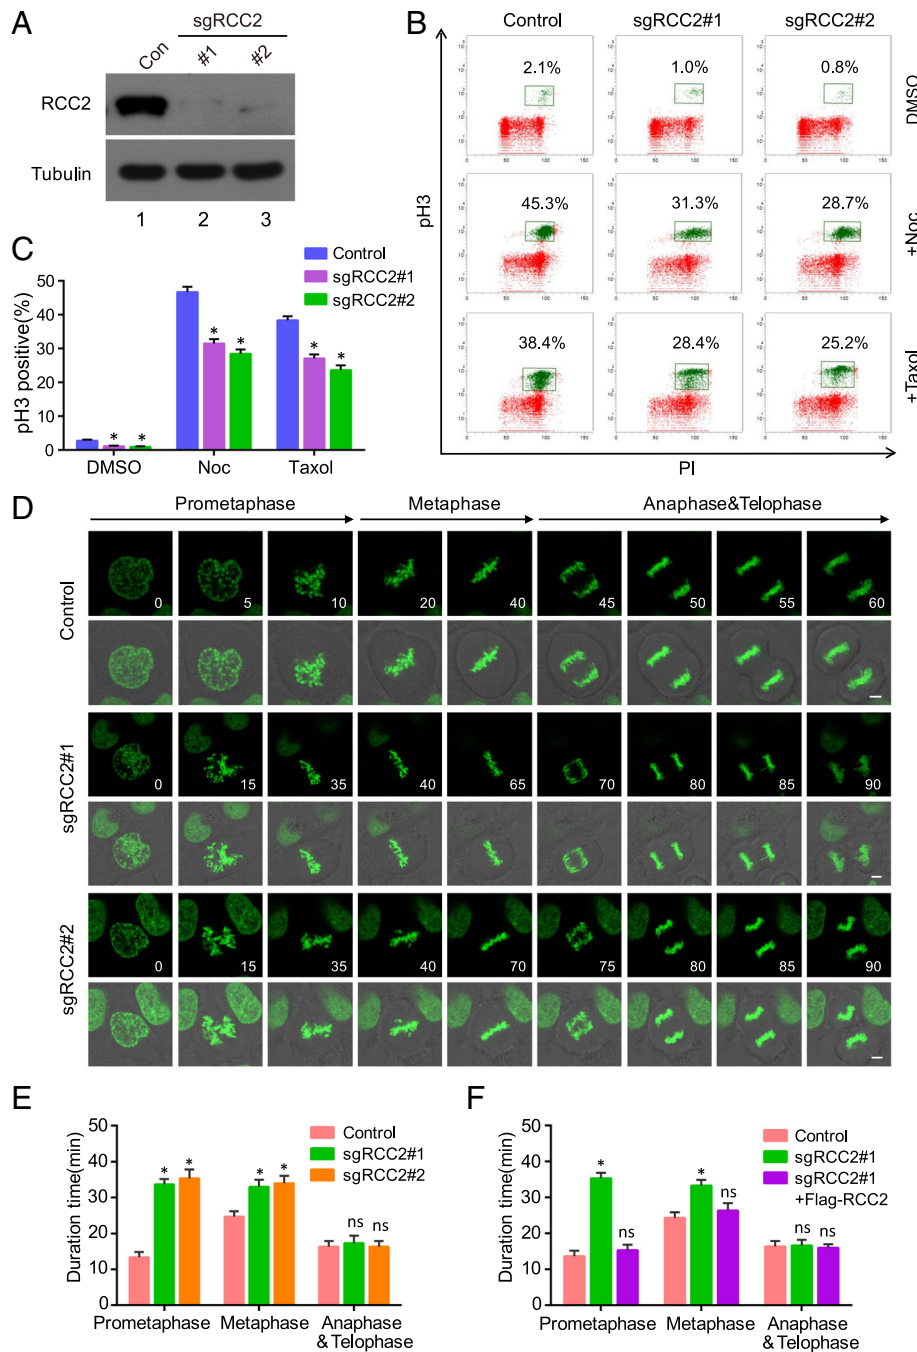 A
sgRCC2
Con
#1
#2
RCC2
Tubulin
1 2 3
B
Control sgRCC2#1 sgRCC2#2
2.1% 1.0% 0.8%
DMSO
45.3% 31.3% 28.7%
+Noc
38.4% 28.4% 25.2%
+Taxol
pH3
PI
C
Control
sgRCC2#1
sgRCC2#2
pH3 positive(%)
50
40
30
20
10
0
* * * * * *
DMSO Noc Taxol
D
Prometaphase Metaphase Anaphase&Telophase
Control
0 5 10 20 40 45 50 55 60
sgRCC2#1
0 15 35 40 65 70 80 85 90
sgRCC2#2
0 15 35 40 70 75 80 85 90
E
Duration time(min)
50
40
30
20
10
0
Control
sgRCC2#1
sgRCC2#2
* * * * ns ns
Prometaphase Metaphase Anaphase
&Telophase
F
Duration time(min)
50
40
30
20
10
0
Control
sgRCC2#1
sgRCC2#1
+Flag-RCC2
* ns * ns ns ns
Prometaphase Metaphase Anaphase
&Telophase